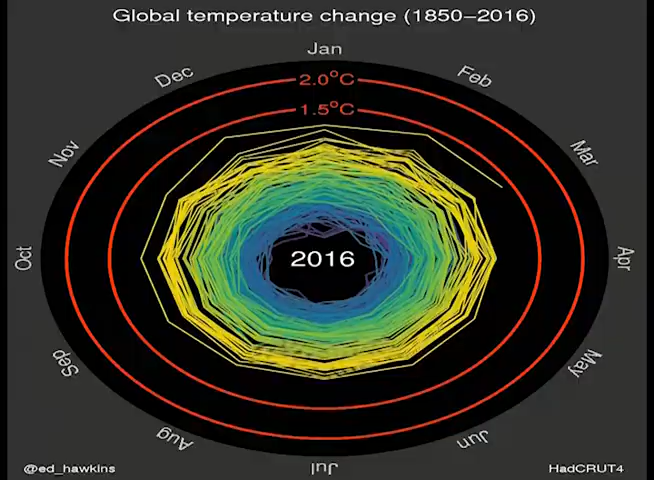 Global temperature change (1850–2016)
Jan
Dec
Feb
2.0°C
1.5°C
Nov
Mar
2016
Oct
Apr
Sep
May
Aug
Jun
Jul
@ed_hawkins
HadCRUT4